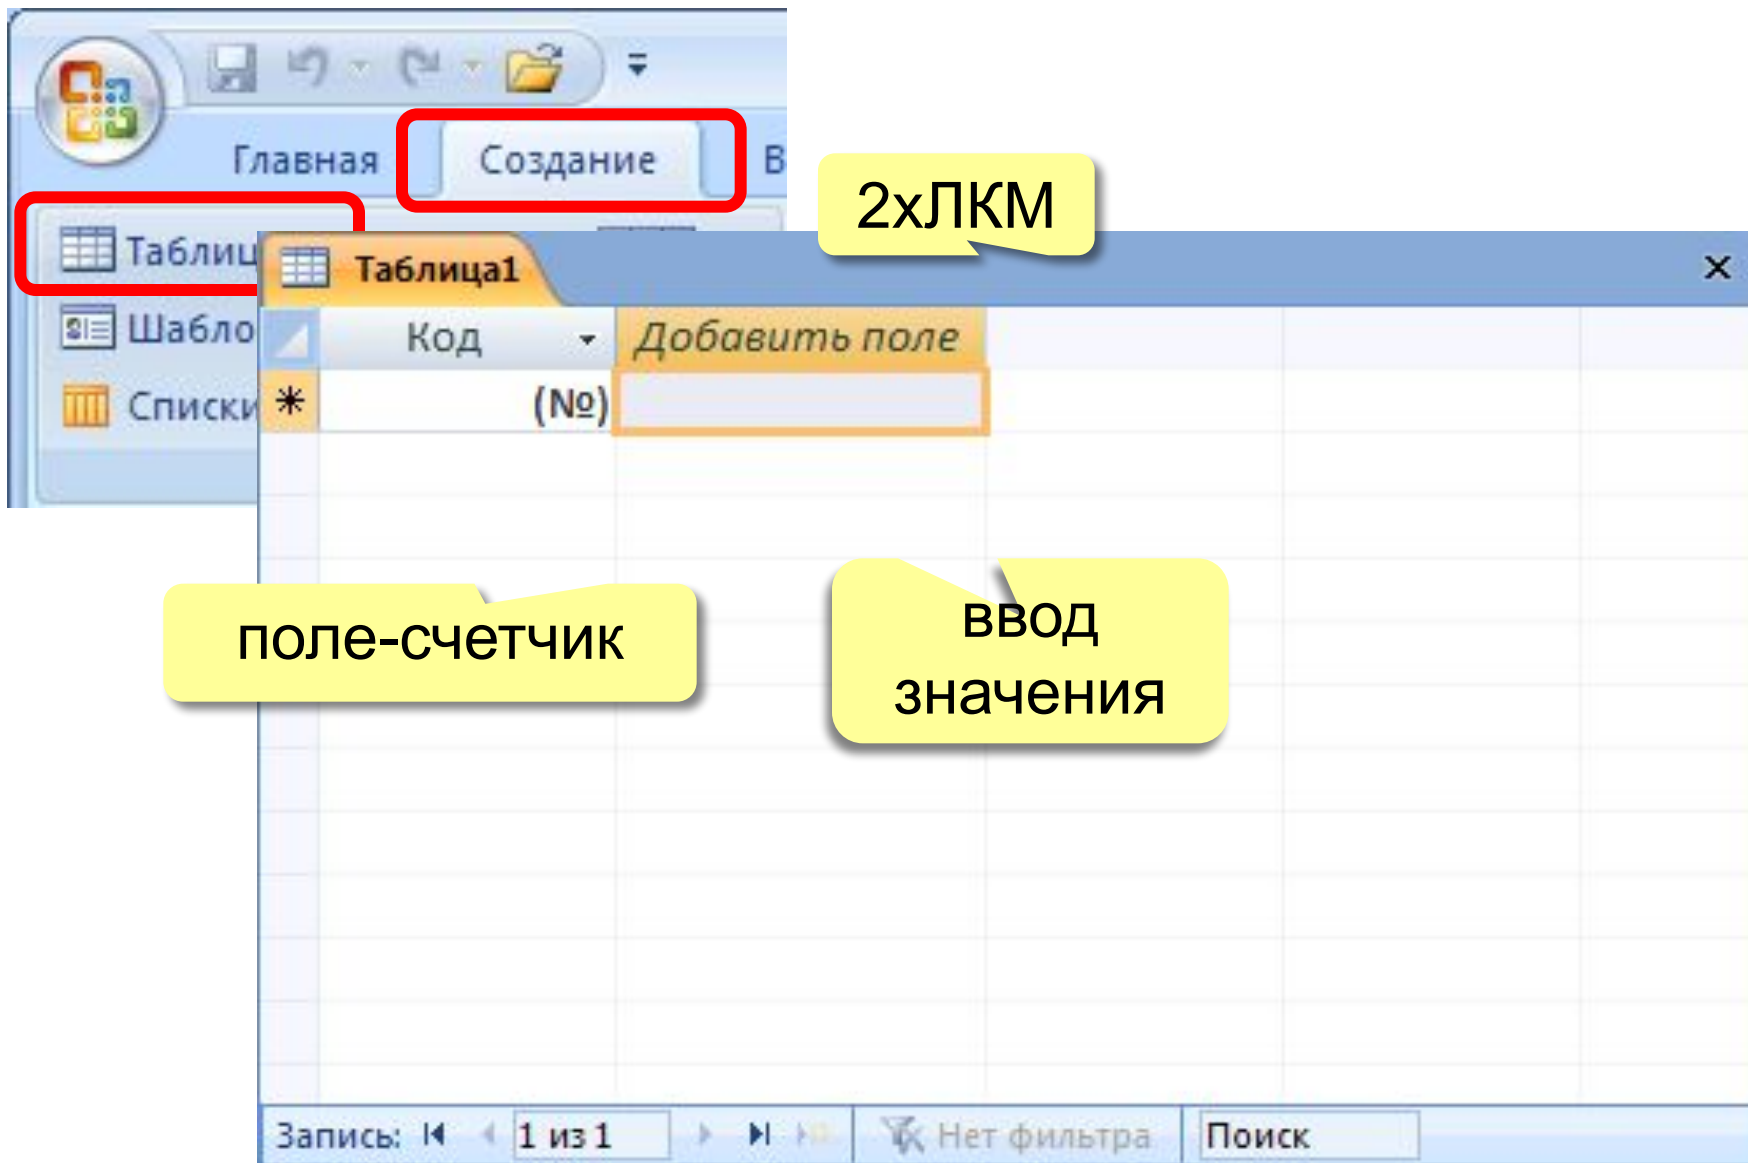 Главная Создание В
2хЛКМ
Таблиц
Таблица1
Шабло
Код Добавить поле
Списки
(№)
поле-счетчик
ввод
значения
Запись: 1 из 1 Нет фильтра Поиск